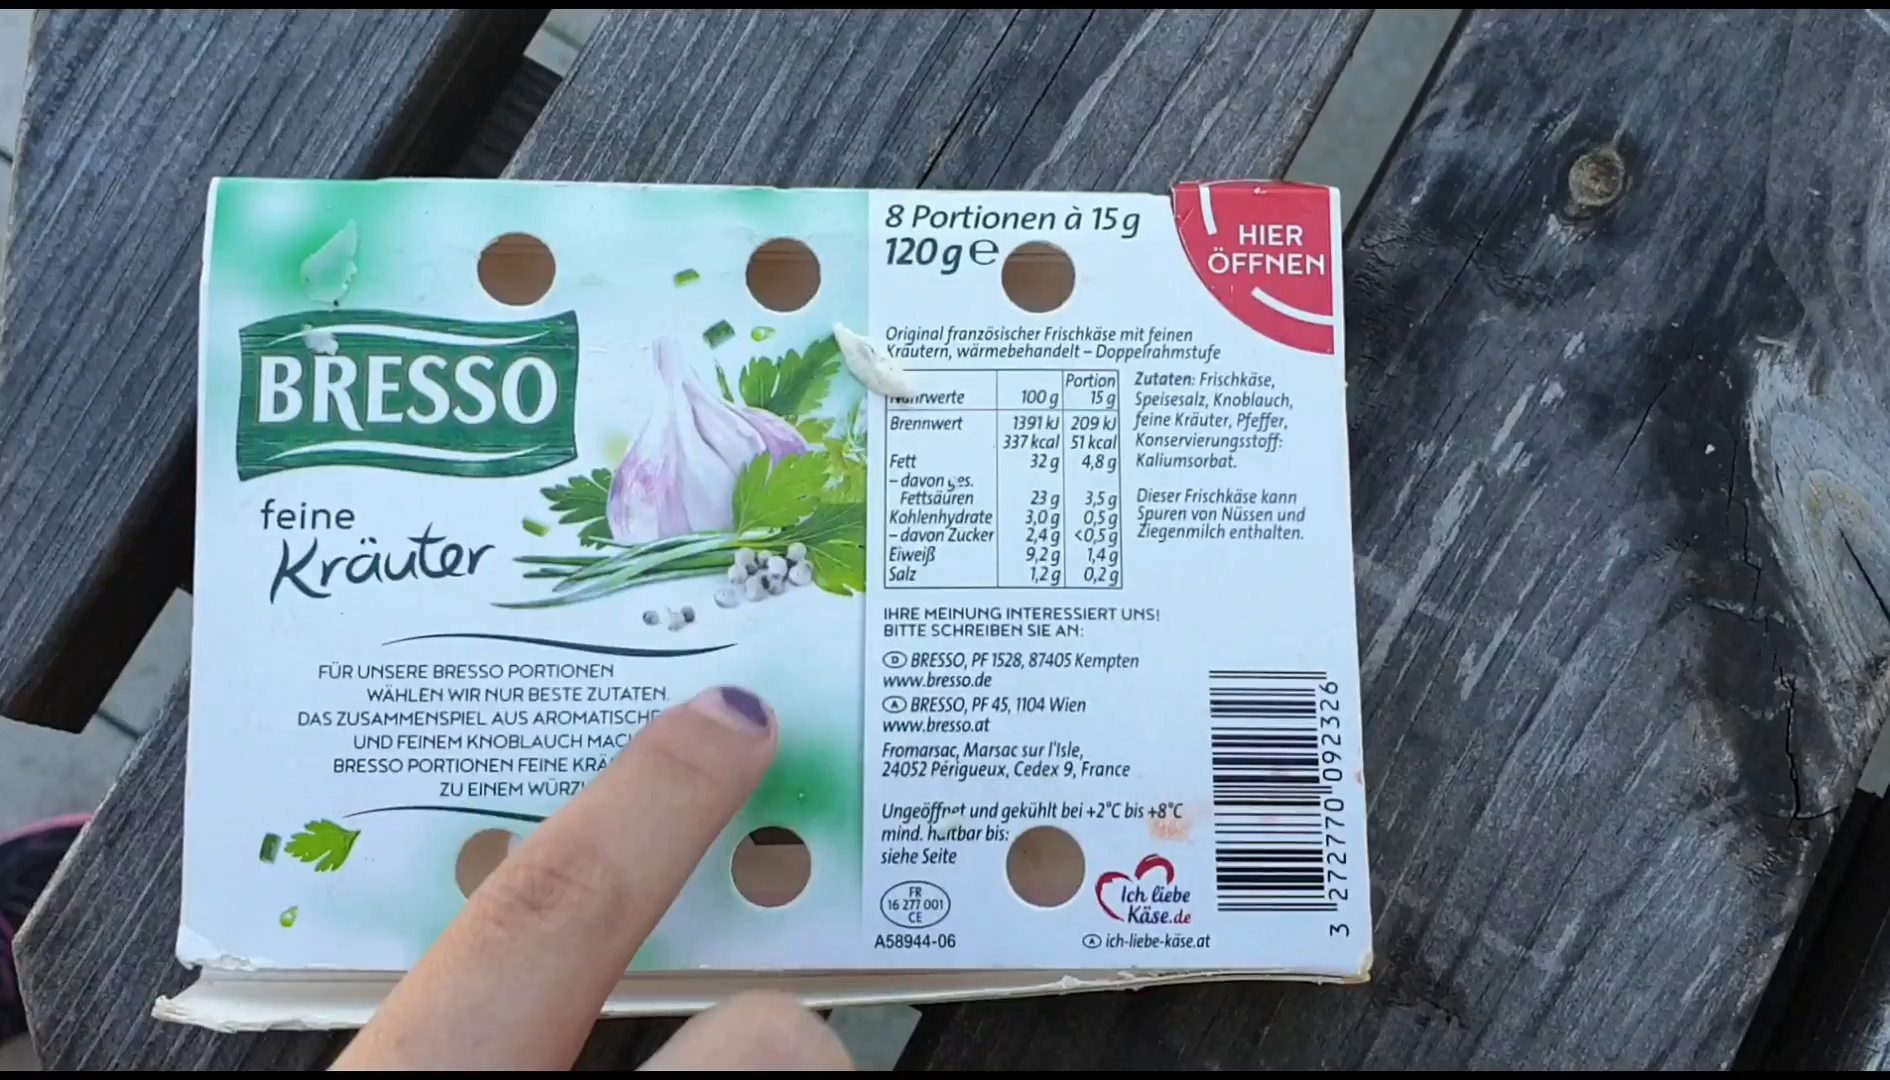 BRESSO
feine
Kräuter
FÜR UNSERE BRESSO PORTIONEN
WÄHLEN WIR NUR BESTE ZUTATEN.
DAS ZUSAMMENSPIEL AUS
UND FEINEM KNOBLAUCH
BRESSO PORTIONEN FEINE
ZU EINEM
8 Portionen à 15 g
120 g ℮
HIER
ÖFFNEN
Original französischer Frischkäse mit feinen
Kräutern, wärmebehandelt – Doppelrahmstufe
Portion
100 g 15 g
Brennwert 1391 kJ 209 kJ
337 kcal 51 kcal
Fett 32 g 4,8 g
– davon ges.
Fettsäuren 23 g 3,5 g
Kohlenhydrate 3,0 g 0,5 g
– davon Zucker 2,4 g <0,5 g
Eiweiß 9,2 g 1,4 g
Salz 1,2 g 0,2 g
Zutaten: Frischkäse,
Speisesalz, Knoblauch,
feine Kräuter, Pfeffer,
Konservierungsstoff:
Kaliumsorbat.
Dieser Frischkäse kann
Spuren von Nüssen und
Ziegenmilch enthalten.
IHRE MEINUNG INTERESSIERT UNS!
BITTE SCHREIBEN SIE AN:
D BRESSO, PF 1528, 87405 Kempten
www.bresso.de
A BRESSO, PF 45, 1104 Wien
www.bresso.at
Fromarsac, Marsac sur l'Isle,
24052 Périgueux, Cedex 9, France
Ungeöffnet und gekühlt bei +2°C bis +8°C
mind. haltbar bis:
siehe Seite
FR
16 277 001
CE
A58944-06
Ich liebe
Käse.de
A ich-liebe-käse.at
3 272770 092326